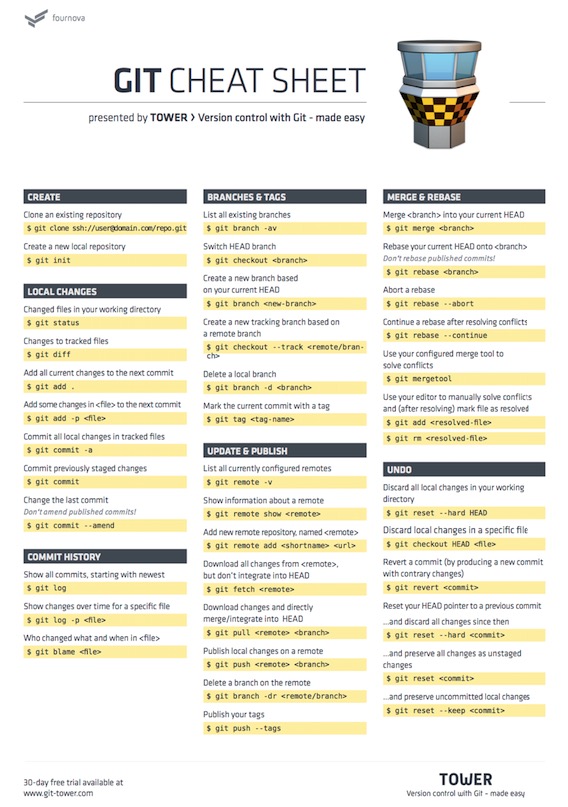 fournova
GIT CHEAT SHEET
presented by TOWER > Version control with Git - made easy
CREATE
Clone an existing repository
$ git clone ssh://user@domain.com/repo.git
Create a new local repository
$ git init
LOCAL CHANGES
Changed files in your working directory
$ git status
Changes to tracked files
$ git diff
Add all current changes to the next commit
$ git add .
Add some changes in <file> to the next commit
$ git add -p <file>
Commit all local changes in tracked files
$ git commit -a
Commit previously staged changes
$ git commit
Change the last commit
Don't amend published commits!
$ git commit --amend
COMMIT HISTORY
Show all commits, starting with newest
$ git log
Show changes over time for a specific file
$ git log -p <file>
Who changed what and when in <file>
$ git blame <file>
BRANCHES & TAGS
List all existing branches
$ git branch -av
Switch HEAD branch
$ git checkout <branch>
Create a new branch based
on your current HEAD
$ git branch <new-branch>
Create a new tracking branch based on
a remote branch
$ git checkout --track <remote/bran-
ch>
Delete a local branch
$ git branch -d <branch>
Mark the current commit with a tag
$ git tag <tag-name>
UPDATE & PUBLISH
List all currently configured remotes
$ git remote -v
Show information about a remote
$ git remote show <remote>
Add new remote repository, named <remote>
$ git remote add <shortname> <url>
Download all changes from <remote>,
but don't integrate into HEAD
$ git fetch <remote>
Download changes and directly
merge/integrate into HEAD
$ git pull <remote> <branch>
Publish local changes on a remote
$ git push <remote> <branch>
Delete a branch on the remote
$ git branch -dr <remote/branch>
Publish your tags
$ git push --tags
MERGE & REBASE
Merge <branch> into your current HEAD
$ git merge <branch>
Rebase your current HEAD onto <branch>
Don't rebase published commits!
$ git rebase <branch>
Abort a rebase
$ git rebase --abort
Continue a rebase after resolving conflicts
$ git rebase --continue
Use your configured merge tool to
solve conflicts
$ git mergetool
Use your editor to manually solve conflicts
and (after resolving) mark file as resolved
$ git add <resolved-file>
$ git rm <resolved-file>
UNDO
Discard all local changes in your working
directory
$ git reset --hard HEAD
Discard local changes in a specific file
$ git checkout HEAD <file>
Revert a commit (by producing a new commit
with contrary changes)
$ git revert <commit>
Reset your HEAD pointer to a previous commit
...and discard all changes since then
$ git reset --hard <commit>
...and preserve all changes as unstaged
changes
$ git reset <commit>
...and preserve uncommitted local changes
$ git reset --keep <commit>
30-day free trial available at
www.git-tower.com
TOWER
Version control with Git - made easy